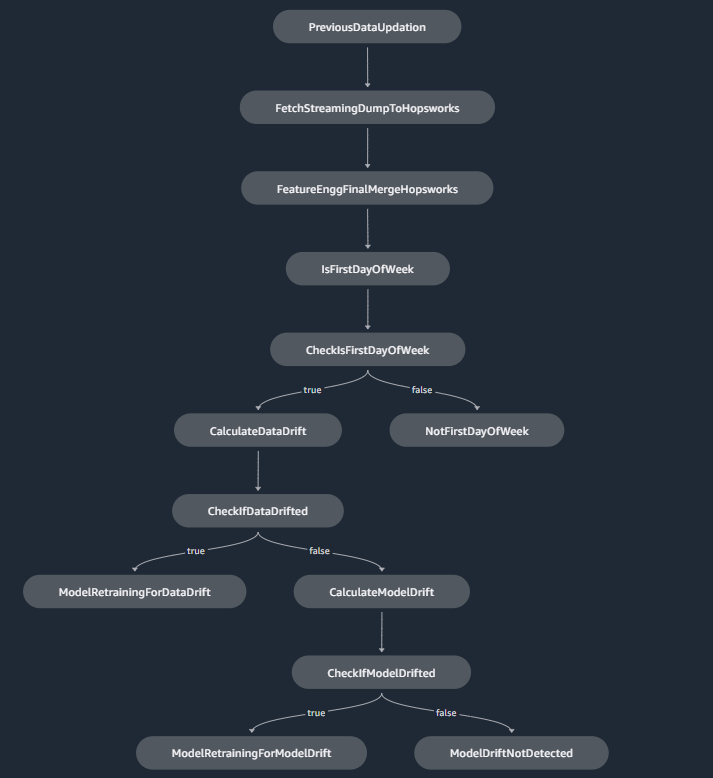 PreviousDataUpdation
FetchStreamingDumpToHopsworks
FeatureEnggFinalMergeHopsworks
IsFirstDayOfWeek
CheckIsFirstDayOfWeek
true
false
CalculateDataDrift
NotFirstDayOfWeek
CheckIfDataDrifted
true
false
ModelRetrainingForDataDrift
CalculateModelDrift
CheckIfModelDrifted
true
false
ModelRetrainingForModelDrift
ModelDriftNotDetected